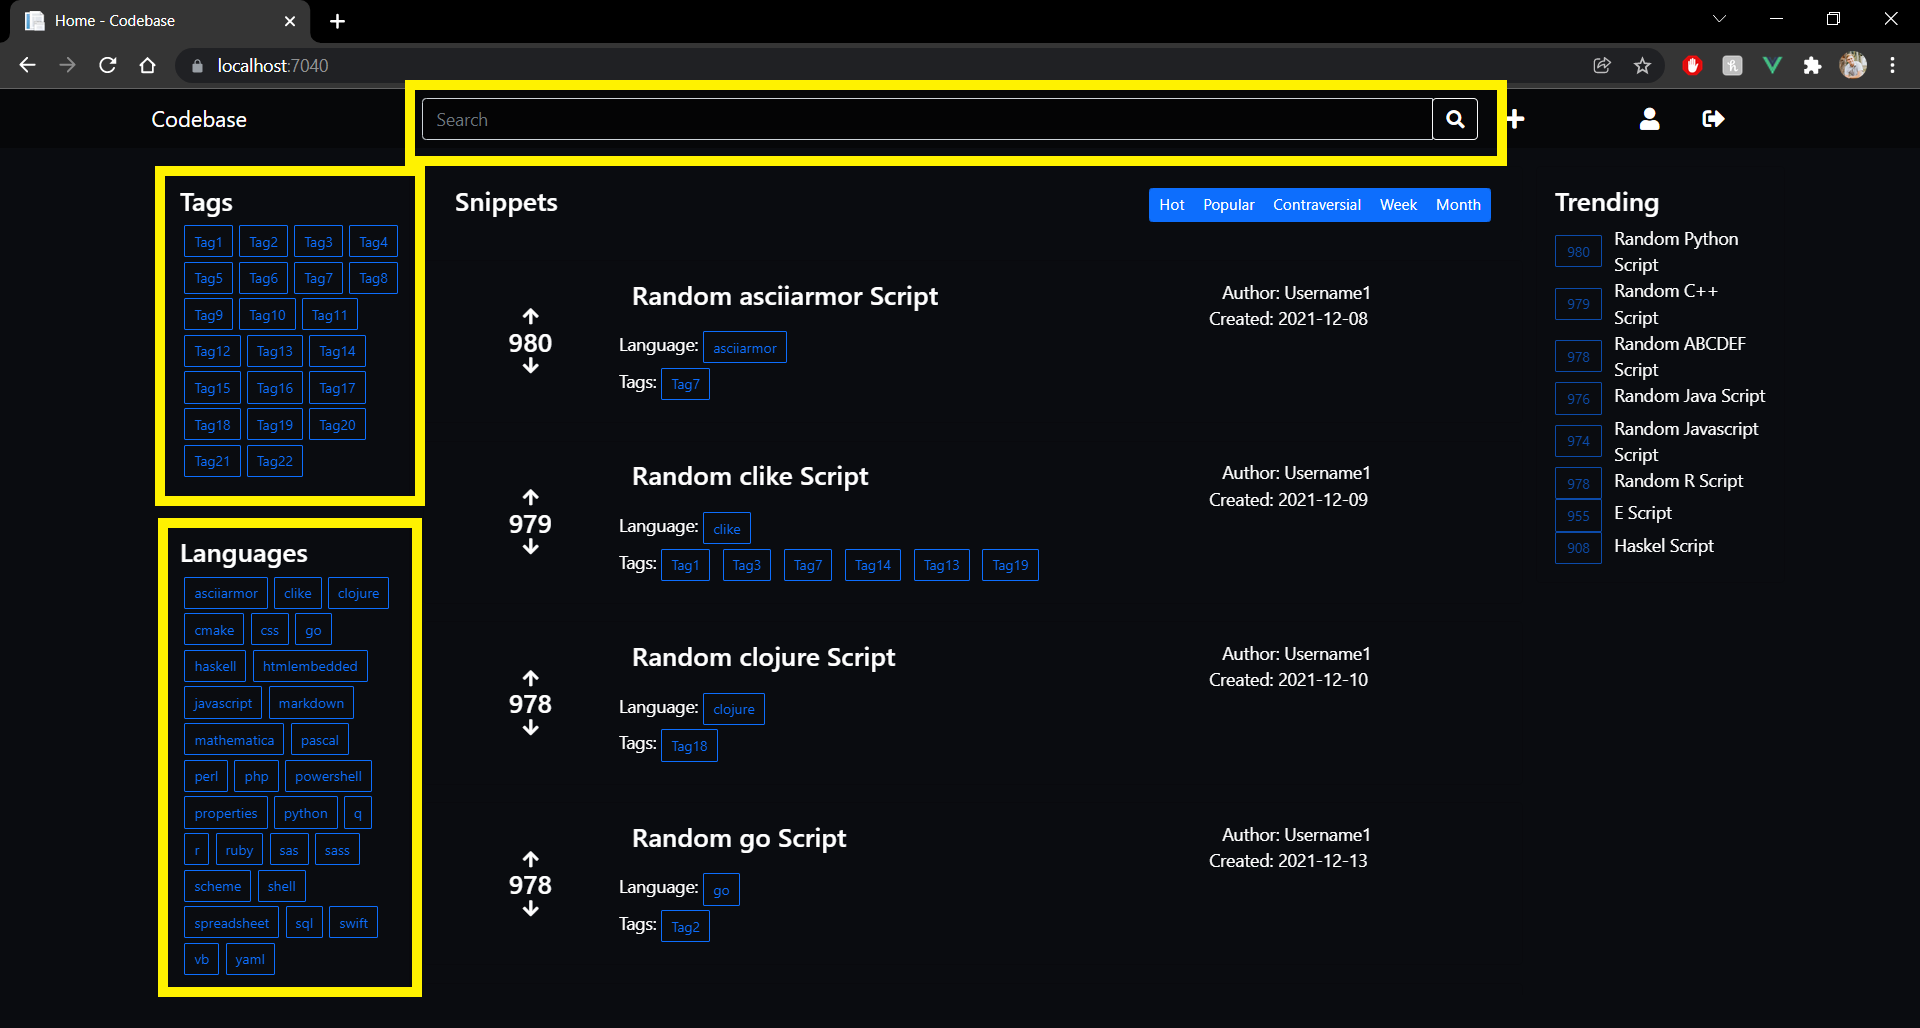 Home - Codebase
localhost:7040
Codebase
Search
Tags
Tag1 Tag2 Tag3 Tag4
Tag5 Tag6 Tag7 Tag8
Tag9 Tag10 Tag11
Tag12 Tag13 Tag14
Tag15 Tag16 Tag17
Tag18 Tag19 Tag20
Tag21 Tag22
Languages
asciiarmor clike clojure
cmake css go
haskell htmlembedded
javascript markdown
mathematica pascal
perl php powershell
properties python q
r ruby sas sass
scheme shell
spreadsheet sql swift
vb yaml
Snippets
Hot Popular Contraversial Week Month
980
Random asciiarmor Script
Author: Username1
Created: 2021-12-08
Language: asciiarmor
Tags: Tag7
979
Random clike Script
Author: Username1
Created: 2021-12-09
Language: clike
Tags: Tag1 Tag3 Tag7 Tag14 Tag13 Tag19
978
Random clojure Script
Author: Username1
Created: 2021-12-10
Language: clojure
Tags: Tag18
978
Random go Script
Author: Username1
Created: 2021-12-13
Language: go
Tags: Tag2
Trending
980 Random Python
Script
979 Random C++
Script
978 Random ABCDEF
Script
976 Random Java Script
974 Random Javascript
Script
978 Random R Script
955 E Script
908 Haskel Script